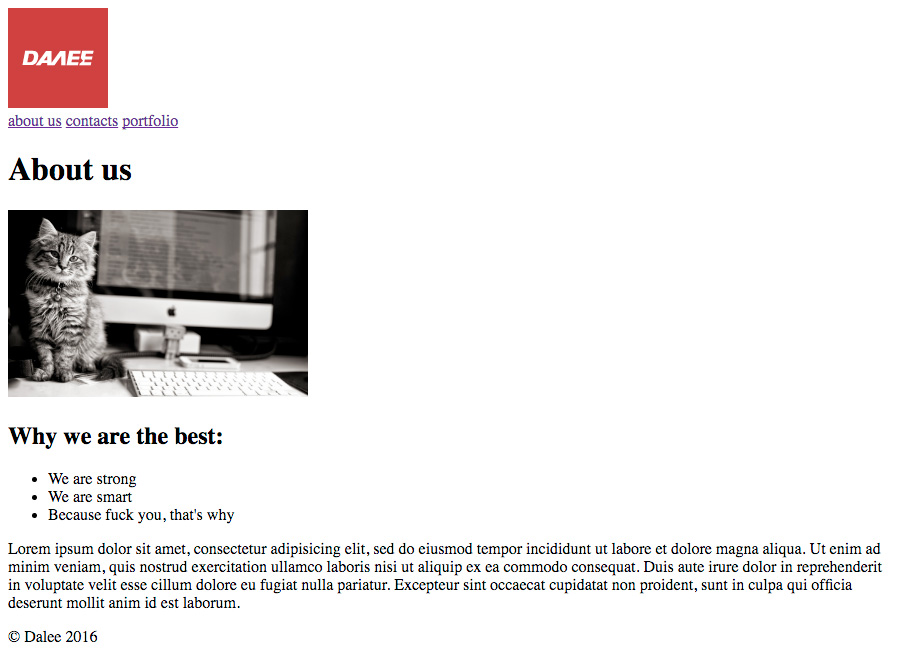 ДАЛЕЕ
about us contacts portfolio
About us
Why we are the best:
We are strong
We are smart
Because fuck you, that's why
Lorem ipsum dolor sit amet, consectetur adipisicing elit, sed do eiusmod tempor incididunt ut labore et dolore magna aliqua. Ut enim ad
minim veniam, quis nostrud exercitation ullamco laboris nisi ut aliquip ex ea commodo consequat. Duis aute irure dolor in reprehenderit
in voluptate velit esse cillum dolore eu fugiat nulla pariatur. Excepteur sint occaecat cupidatat non proident, sunt in culpa qui officia
deserunt mollit anim id est laborum.
© Dalee 2016